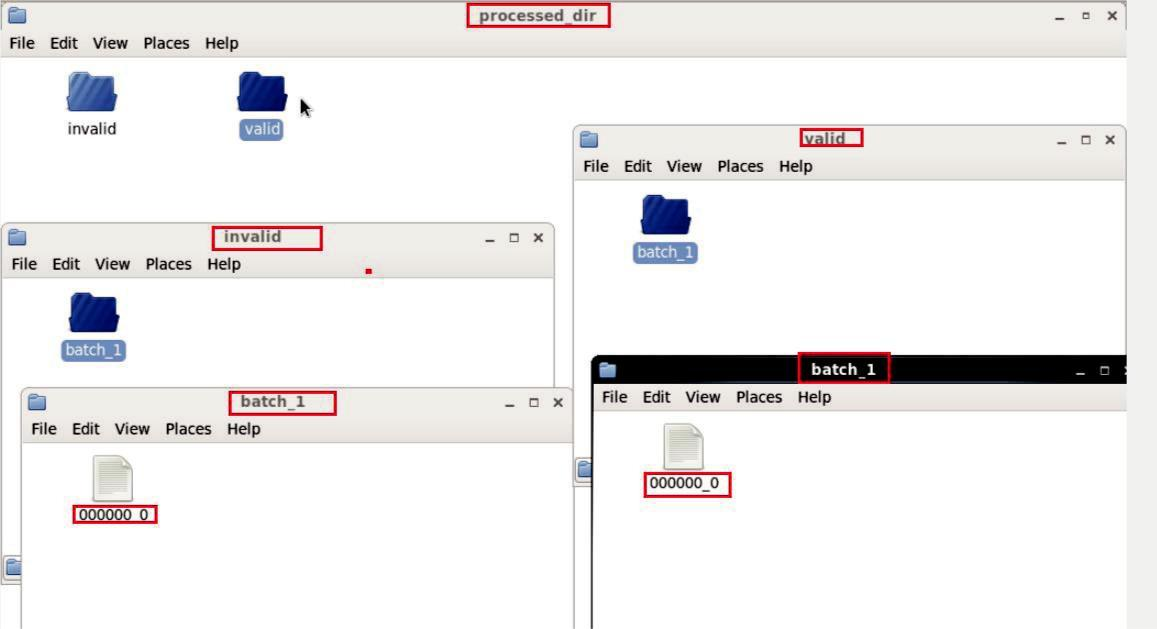 processed_dir
File Edit View Places Help
invalid valid
valid
File Edit View Places Help
batch_1
invalid
File Edit View Places Help
batch_1
batch_1
File Edit View Places Help
000000_0
batch_1
File Edit View Places Help
000000_0